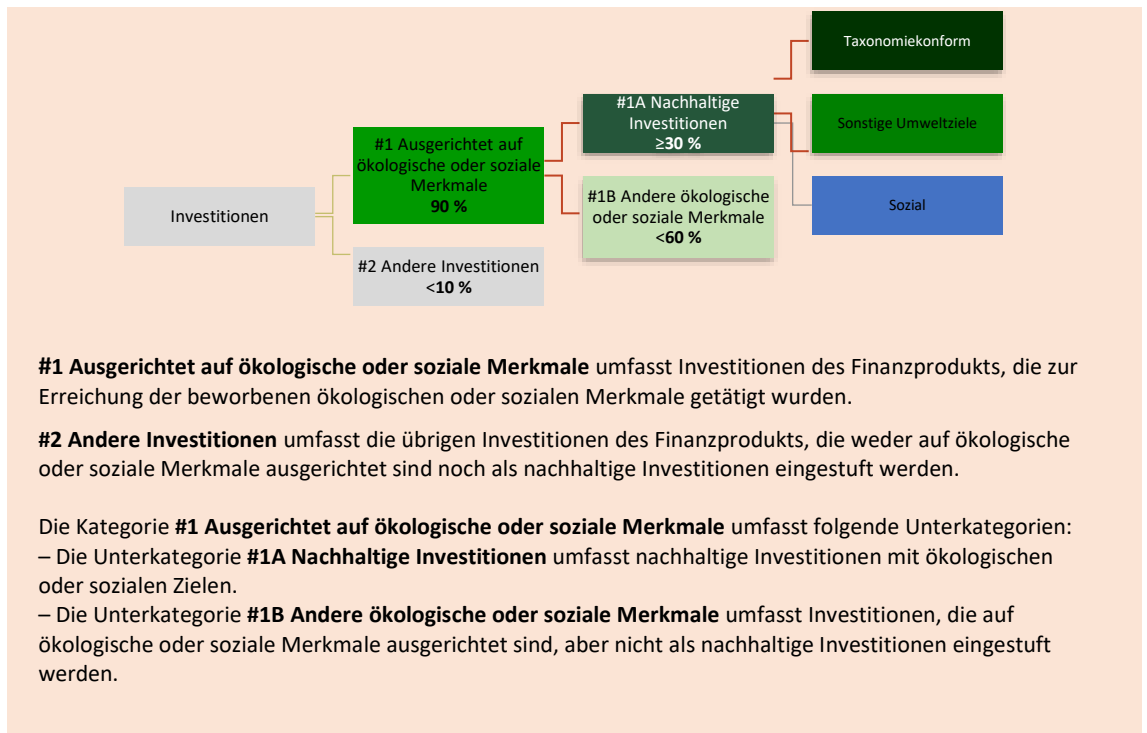 Taxonomiekonform
#1A Nachhaltige
Investitionen
≥30 %
Sonstige Umweltziele
#1 Ausgerichtet auf
ökologische oder soziale
Merkmale
90 %
#1B Andere ökologische
oder soziale Merkmale
<60 %
Sozial
Investitionen
#2 Andere Investitionen
<10 %
#1 Ausgerichtet auf ökologische oder soziale Merkmale umfasst Investitionen des Finanzprodukts, die zur
Erreichung der beworbenen ökologischen oder sozialen Merkmale getätigt wurden.
#2 Andere Investitionen umfasst die übrigen Investitionen des Finanzprodukts, die weder auf ökologische
oder soziale Merkmale ausgerichtet sind noch als nachhaltige Investitionen eingestuft werden.
Die Kategorie #1 Ausgerichtet auf ökologische oder soziale Merkmale umfasst folgende Unterkategorien:
– Die Unterkategorie #1A Nachhaltige Investitionen umfasst nachhaltige Investitionen mit ökologischen
oder sozialen Zielen.
– Die Unterkategorie #1B Andere ökologische oder soziale Merkmale umfasst Investitionen, die auf
ökologische oder soziale Merkmale ausgerichtet sind, aber nicht als nachhaltige Investitionen eingestuft
werden.